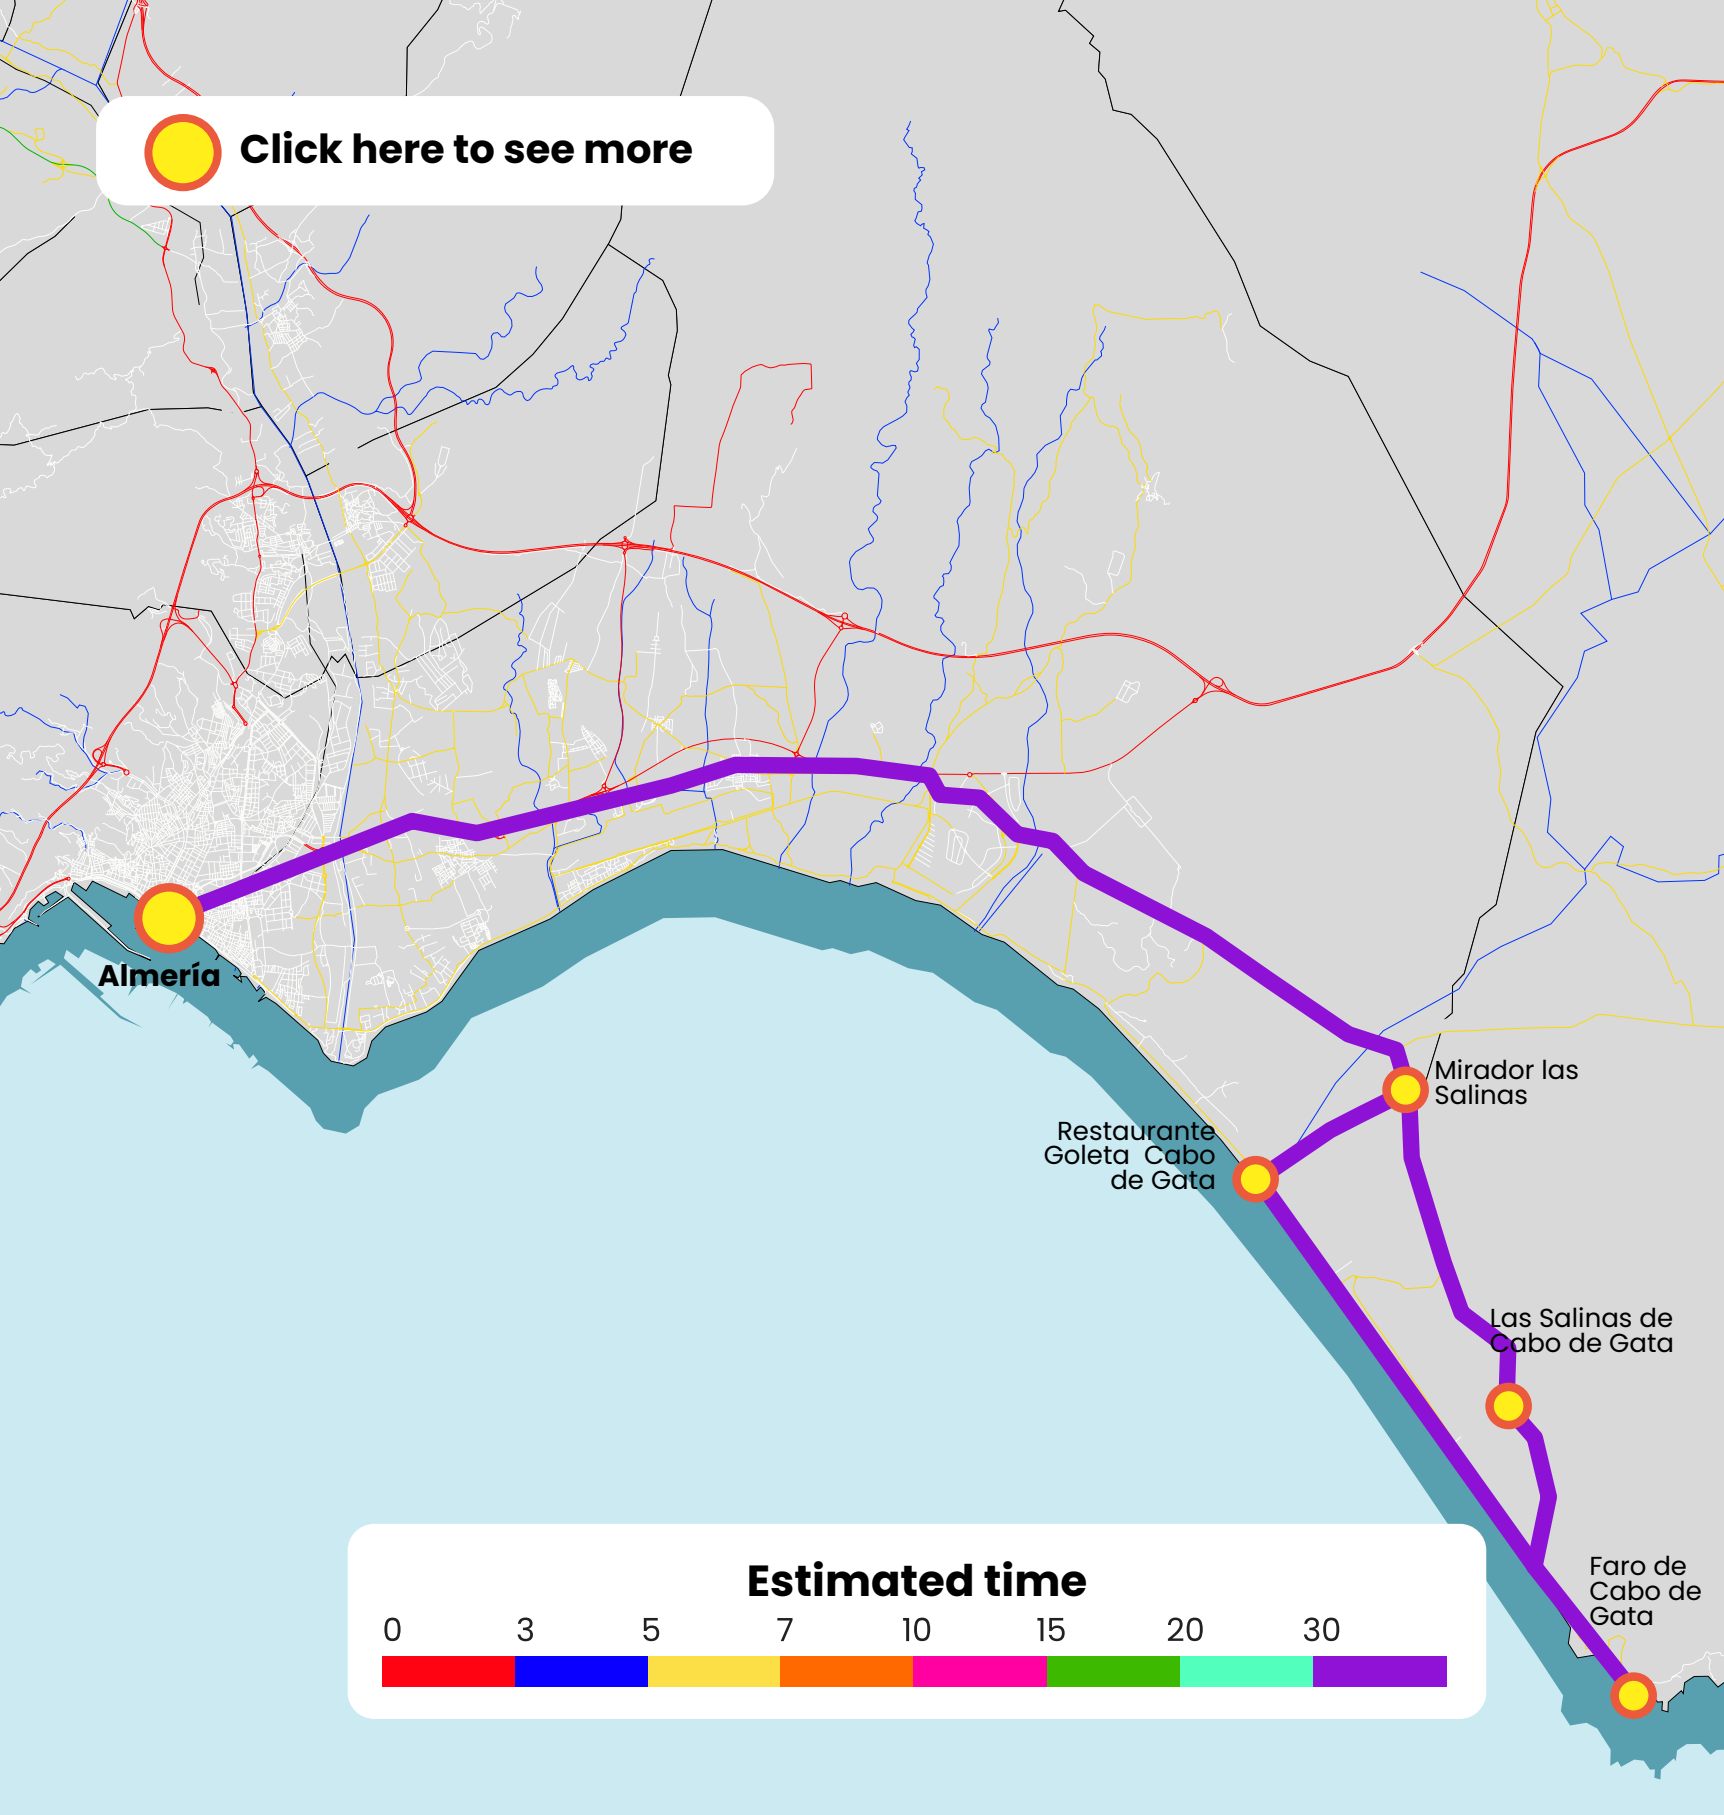 Click here to see more
Almería
Mirador las
Salinas
Restaurante
Goleta  Cabo
de Gata
Las Salinas de
Cabo de Gata
Faro de
Cabo de
Gata
Estimated time
0 3 5 7 10 15 20 30